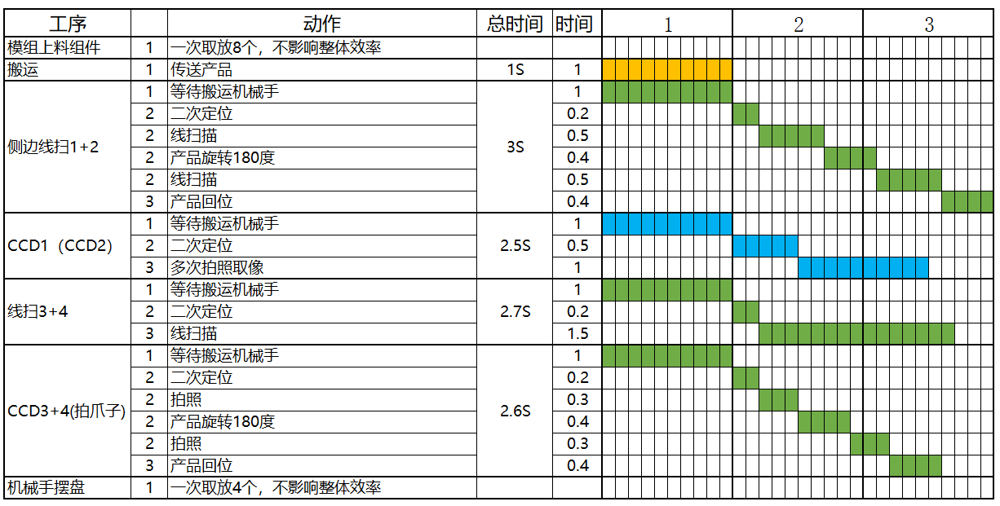 工序 动作 总时间 时间 1 2 3
模组上料组件 1 一次取放8个，不影响整体效率
搬运 1 传送产品 1S 1
侧边线扫1+2 3S
1 等待搬运机械手 1
2 二次定位 0.2
2 线扫描 0.5
2 产品旋转180度 0.4
2 线扫描 0.5
3 产品回位 0.4
CCD1（CCD2） 2.5S
1 等待搬运机械手 1
2 二次定位 0.5
3 多次拍照取像 1
线扫3+4 2.7S
1 等待搬运机械手 1
2 二次定位 0.2
3 线扫描 1.5
CCD3+4(拍爪子) 2.6S
1 等待搬运机械手 1
2 二次定位 0.2
2 拍照 0.3
2 产品旋转180度 0.4
2 拍照 0.3
3 产品回位 0.4
机械手摆盘 1 一次取放4个，不影响整体效率